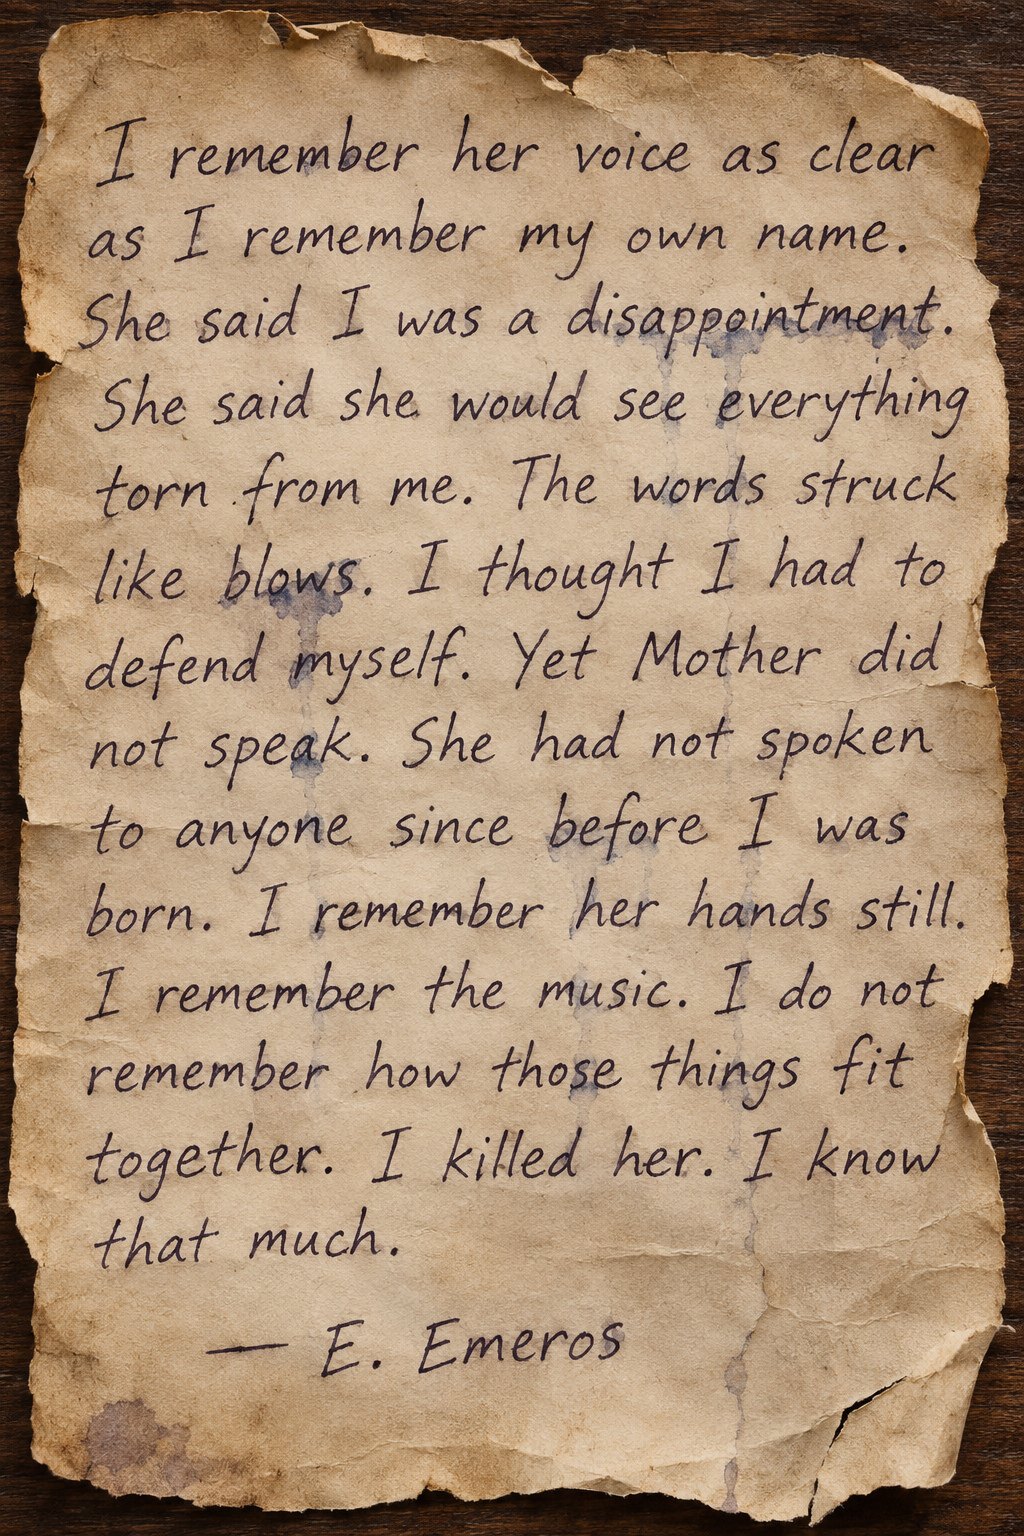 I remember her voice as clear
as I remember my own name.
She said I was a disappointment.
She said she would see everything
torn from me. The words struck
like blows. I thought I had to
defend myself. Yet Mother did
not speak. She had not spoken
to anyone since before I was
born. I remember her hands still.
I remember the music. I do not
remember how those things fit
together. I killed her. I know
that much.
— E. Emeros